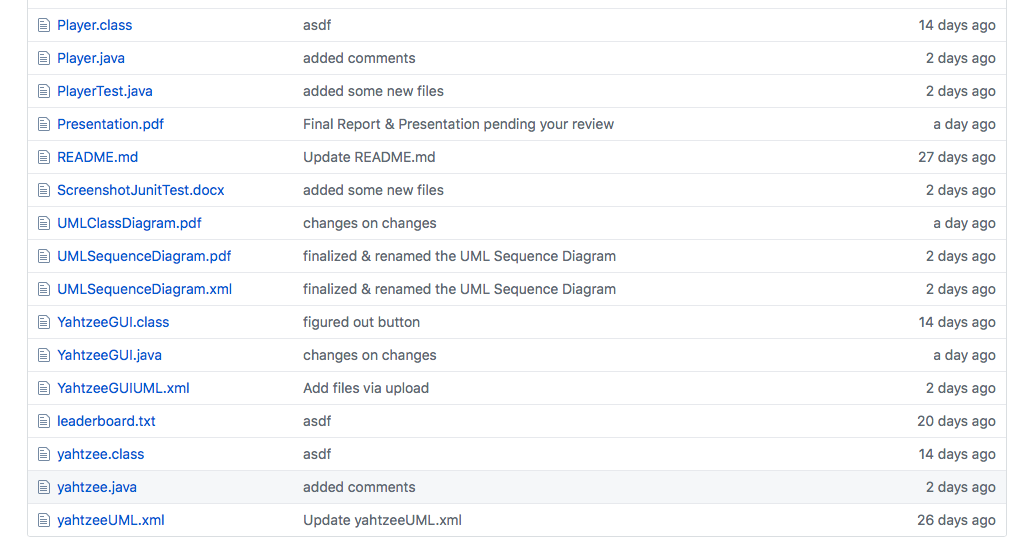 Player.class asdf 14 days ago
Player.java added comments 2 days ago
PlayerTest.java added some new files 2 days ago
Presentation.pdf Final Report & Presentation pending your review a day ago
README.md Update README.md 27 days ago
ScreenshotJunitTest.docx added some new files 2 days ago
UMLClassDiagram.pdf changes on changes a day ago
UMLSequenceDiagram.pdf finalized & renamed the UML Sequence Diagram 2 days ago
UMLSequenceDiagram.xml finalized & renamed the UML Sequence Diagram 2 days ago
YahtzeeGUI.class figured out button 14 days ago
YahtzeeGUI.java changes on changes a day ago
YahtzeeGUIUML.xml Add files via upload 2 days ago
leaderboard.txt asdf 20 days ago
yahtzee.class asdf 14 days ago
yahtzee.java added comments 2 days ago
yahtzeeUML.xml Update yahtzeeUML.xml 26 days ago